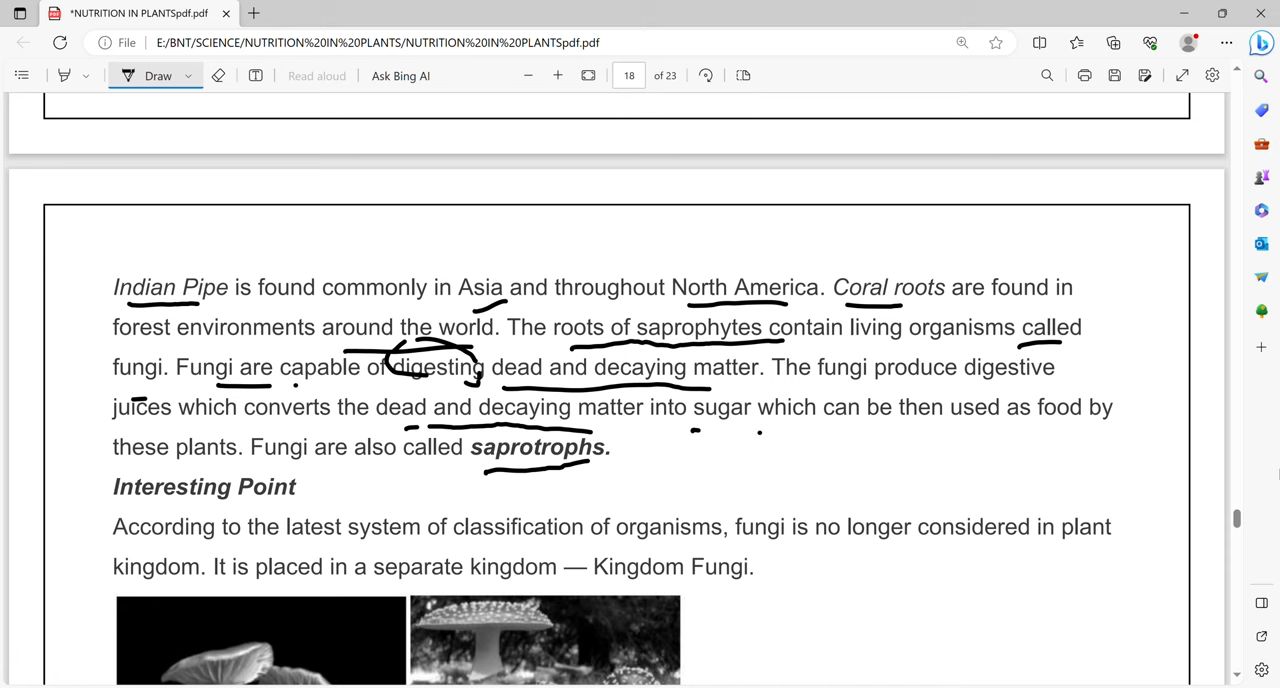 *NUTRITION IN PLANTSpdf.pdf
File E:/BNT/SCIENCE/NUTRITION%20IN%20PLANTS/NUTRITION%20IN%20PLANTSpdf.pdf
Draw Read aloud Ask Bing AI 18 of 23
Indian Pipe is found commonly in Asia and throughout North America. Coral roots are found in
forest environments around the world. The roots of saprophytes contain living organisms called
fungi. Fungi are capable of digesting dead and decaying matter. The fungi produce digestive
juices which converts the dead and decaying matter into sugar which can be then used as food by
these plants. Fungi are also called saprotrophs.
Interesting Point
According to the latest system of classification of organisms, fungi is no longer considered in plant
kingdom. It is placed in a separate kingdom — Kingdom Fungi.